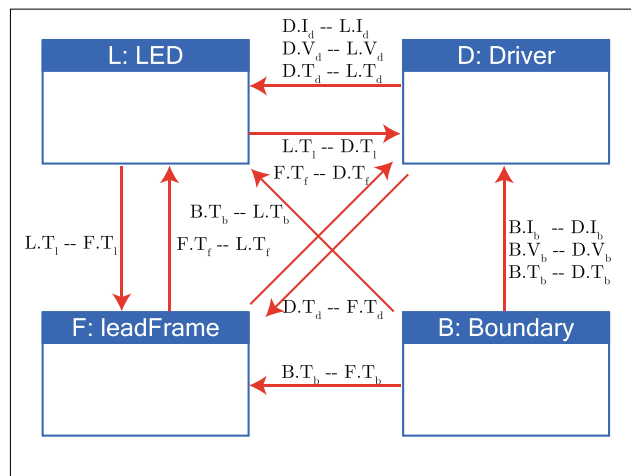 D.I_d -- L.I_d
D.V_d -- L.V_d
D.T_d -- L.T_d
L: LED
D: Driver
L.T_l -- D.T_l
F.T_f -- D.T_f
B.T_b -- L.T_b
L.T_l -- F.T_l
F.T_f -- L.T_f
B.I_b -- D.I_b
B.V_b -- D.V_b
B.T_b -- D.T_b
D.T_d -- F.T_d
F: leadFrame
B: Boundary
B.T_b -- F.T_b